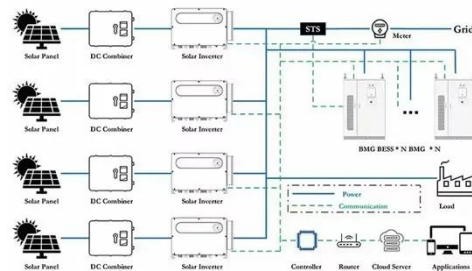 STS
Meter
Grid
Solar Panel
DC Combiner
Solar Inverter
Solar Panel
DC Combiner
Solar Inverter
BMG BESS * N BMG * N
Solar Panel
DC Combiner
Solar Inverter
Power
Communication
Load
Solar Panel
DC Combiner
Solar Inverter
Controller
Router
Cloud Server
Applications